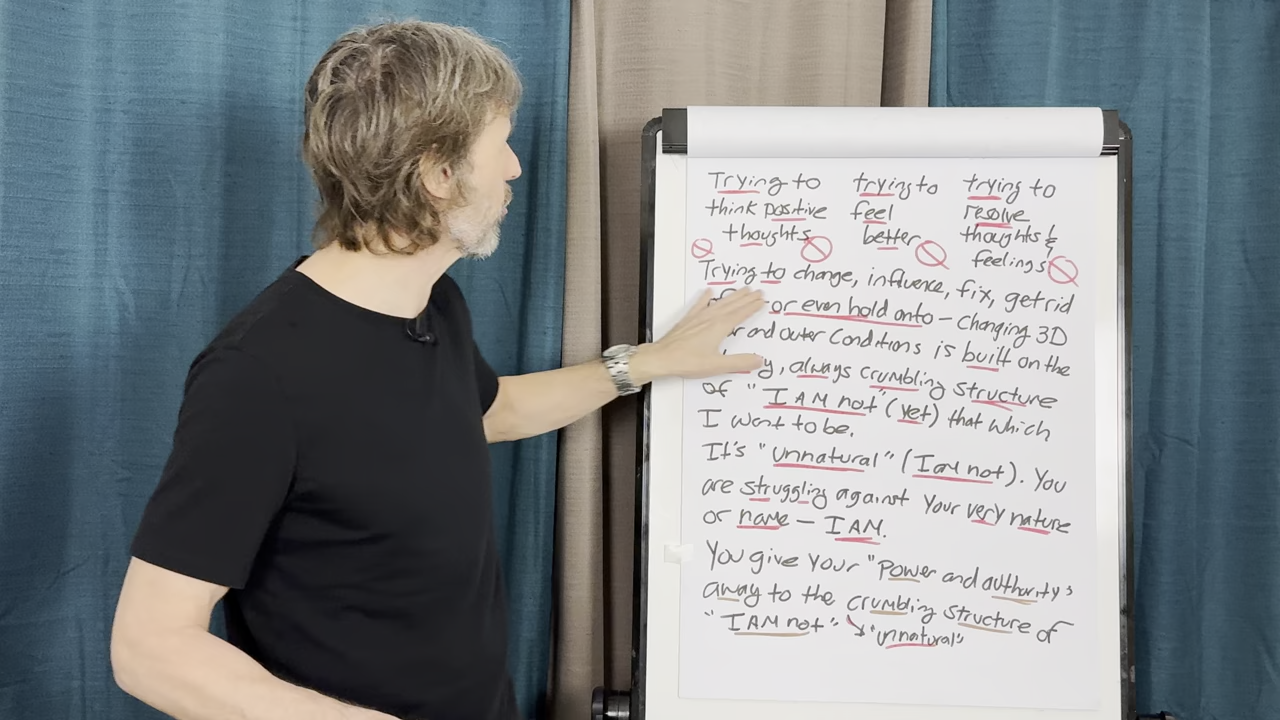 Trying to
think positive
thoughts
trying to
feel
better
trying to
resolve
thoughts &
feelings
Trying to change, influence, fix, get rid
or even hold onto - changing 3D
and outer conditions is built on the
always crumbling structure
of "I AM not" (yet) that which
I want to be.
It's "unnatural" (I am not). You
are struggling against your very nature
or name - I AM.
You give your "power and authority"
away to the crumbling structure of
"I AM not" ↘ "unnatural"